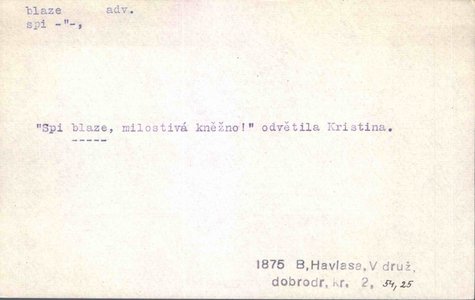 blaze adv.
spi -"-,
"Spi blaze, milostivá kněžno!" odvětila Kristina.
1875 B,Havlasa,V druž,
dobrodr,kr. 2, 54,25